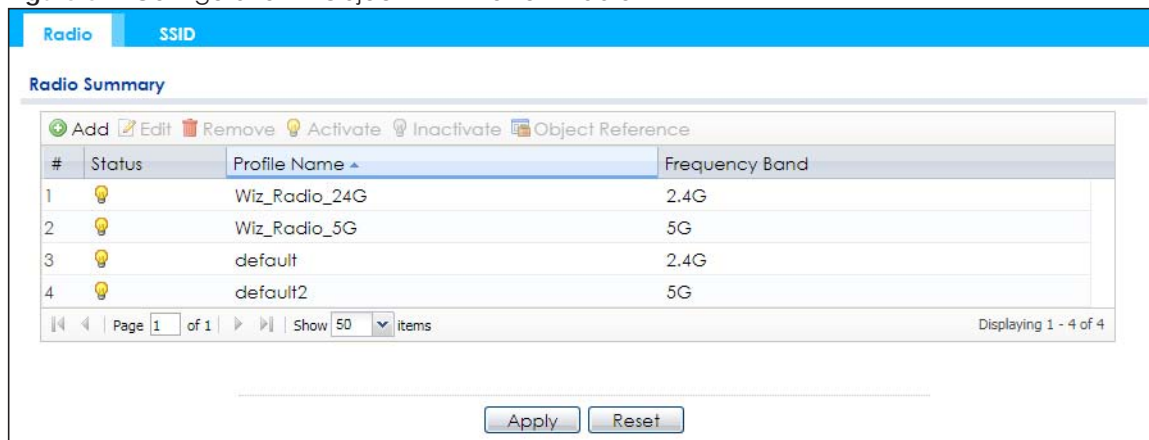 Radio SSID
Radio Summary
Add Edit Remove Activate Inactivate Object Reference
# Status Profile Name Frequency Band
1 Wiz_Radio_24G 2.4G
2 Wiz_Radio_5G 5G
3 default 2.4G
4 default2 5G
Page 1 of 1 Show 50 items Displaying 1 - 4 of 4
Apply Reset